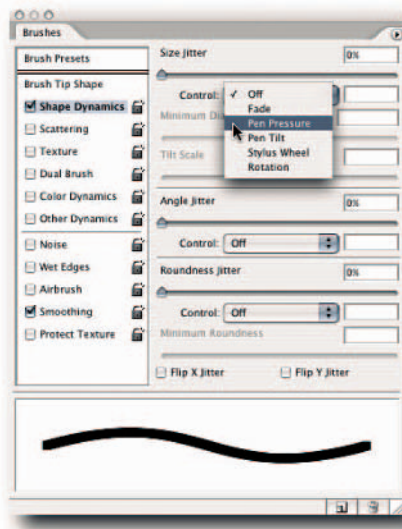 Brushes
Brush Presets
Brush Tip Shape
Shape Dynamics
Scattering
Texture
Dual Brush
Color Dynamics
Other Dynamics
Noise
Wet Edges
Airbrush
Smoothing
Protect Texture
Size Jitter 0%
Control: ✓ Off
Fade
Pen Pressure
Pen Tilt
Stylus Wheel
Rotation
Minimum
Tilt Scale
Angle Jitter 0%
Control: Off
Roundness Jitter 0%
Control: Off
Minimum Roundness
Flip X Jitter Flip Y Jitter